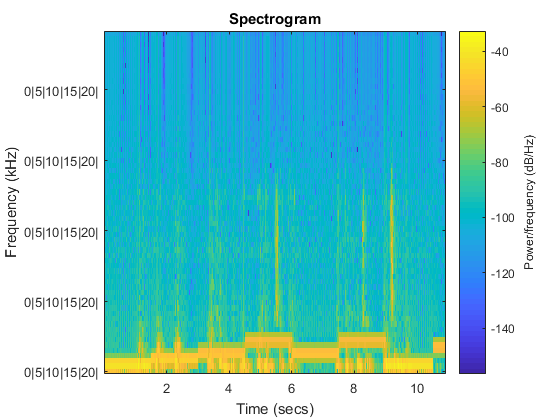 Spectrogram
0|5|10|15|20|
0|5|10|15|20|
0|5|10|15|20|
0|5|10|15|20|
0|5|10|15|20|
Frequency (kHz)
2 4 6 8 10
Time (secs)
-40
-60
-80
-100
-120
-140
Power/frequency (dB/Hz)